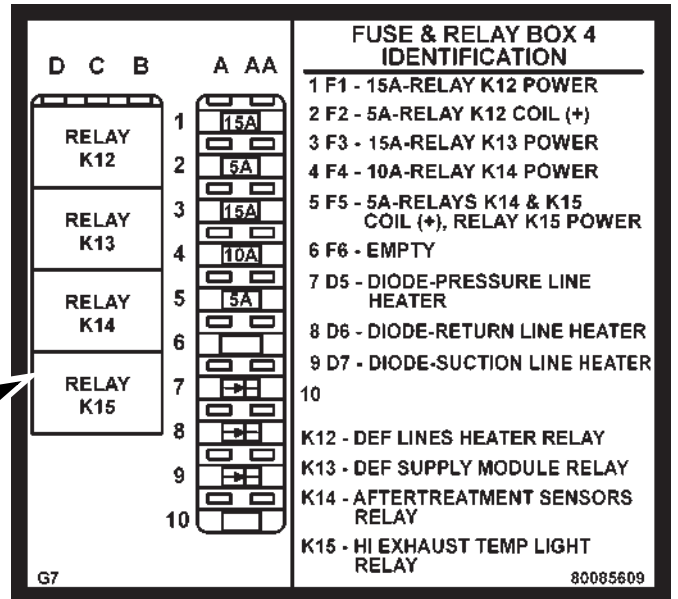 D C B A AA
RELAY
K12
RELAY
K13
RELAY
K14
RELAY
K15
1
15A
2
5A
3
15A
4
10A
5
5A
6
7
8
9
10
G7
FUSE & RELAY BOX 4
IDENTIFICATION
1 F1 - 15A-RELAY K12 POWER
2 F2 - 5A-RELAY K12 COIL (+)
3 F3 - 15A-RELAY K13 POWER
4 F4 - 10A-RELAY K14 POWER
5 F5 - 5A-RELAYS K14 & K15
COIL (+), RELAY K15 POWER
6 F6 - EMPTY
7 D5 - DIODE-PRESSURE LINE
HEATER
8 D6 - DIODE-RETURN LINE HEATER
9 D7 - DIODE-SUCTION LINE HEATER
10
K12 - DEF LINES HEATER RELAY
K13 - DEF SUPPLY MODULE RELAY
K14 - AFTERTREATMENT SENSORS
RELAY
K15 - HI EXHAUST TEMP LIGHT
RELAY
80085609